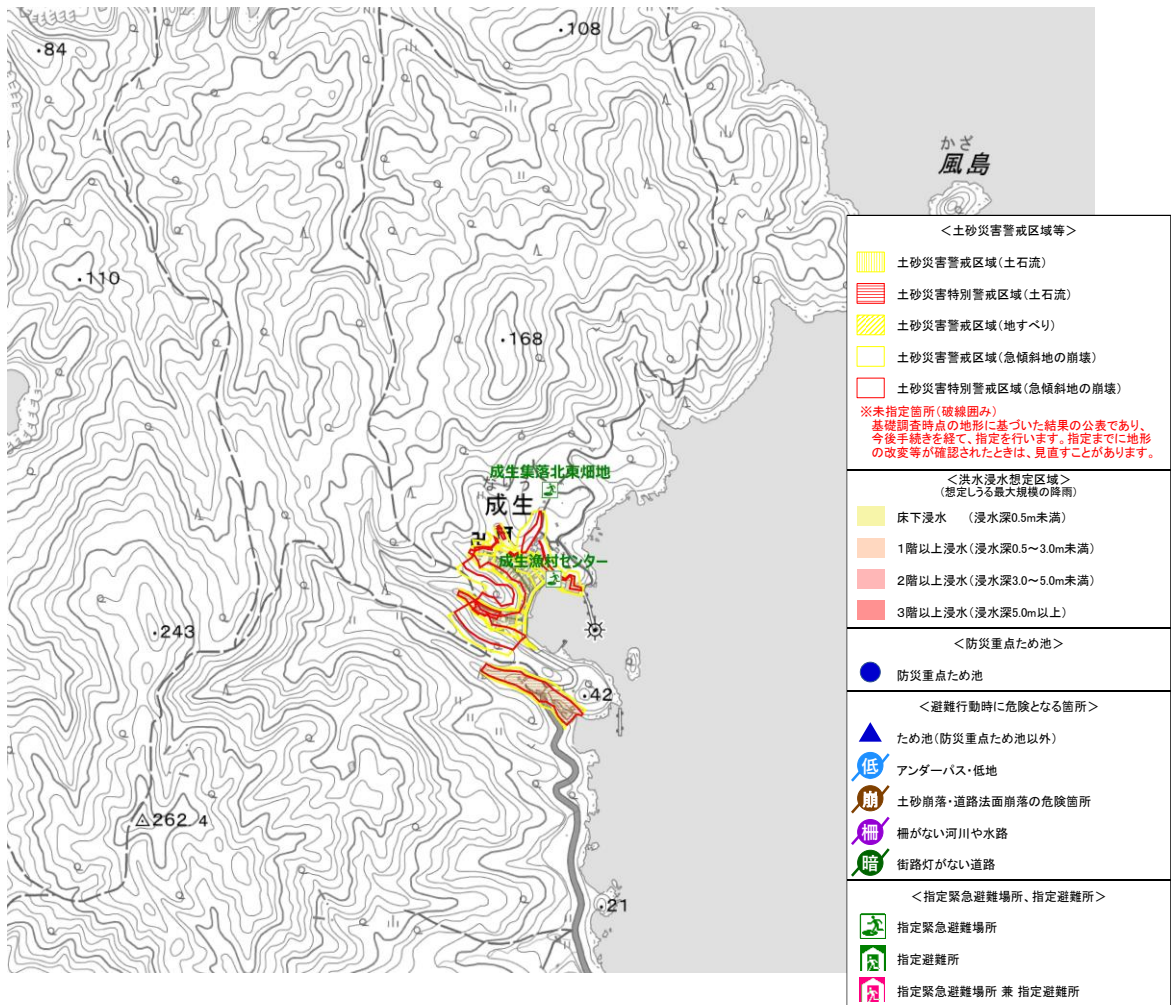 ・84
・108
かざ
風島
・110
・168
成生集落北東畑地
成生
成生漁村センター
・243
・42
262.4
・21
＜土砂災害警戒区域等＞
土砂災害警戒区域(土石流)
土砂災害特別警戒区域(土石流)
土砂災害警戒区域(地すべり)
土砂災害警戒区域(急傾斜地の崩壊)
土砂災害特別警戒区域(急傾斜地の崩壊)
※未指定箇所(破線囲み)
基礎調査時点の地形に基づいた結果の公表であり、
今後手続きを経て、指定を行います。指定までに地形
の改変等が確認されたときは、見直すことがあります。
＜洪水浸水想定区域＞
(想定しうる最大規模の降雨)
床下浸水 (浸水深0.5m未満)
1階以上浸水(浸水深0.5～3.0m未満)
2階以上浸水(浸水深3.0～5.0m未満)
3階以上浸水(浸水深5.0m以上)
＜防災重点ため池＞
防災重点ため池
＜避難行動時に危険となる箇所＞
ため池(防災重点ため池以外)
低 アンダーパス・低地
崩 土砂崩落・道路法面崩落の危険箇所
柵 柵がない河川や水路
暗 街路灯がない道路
＜指定緊急避難場所、指定避難所＞
指定緊急避難場所
指定避難所
指定緊急避難場所 兼 指定避難所